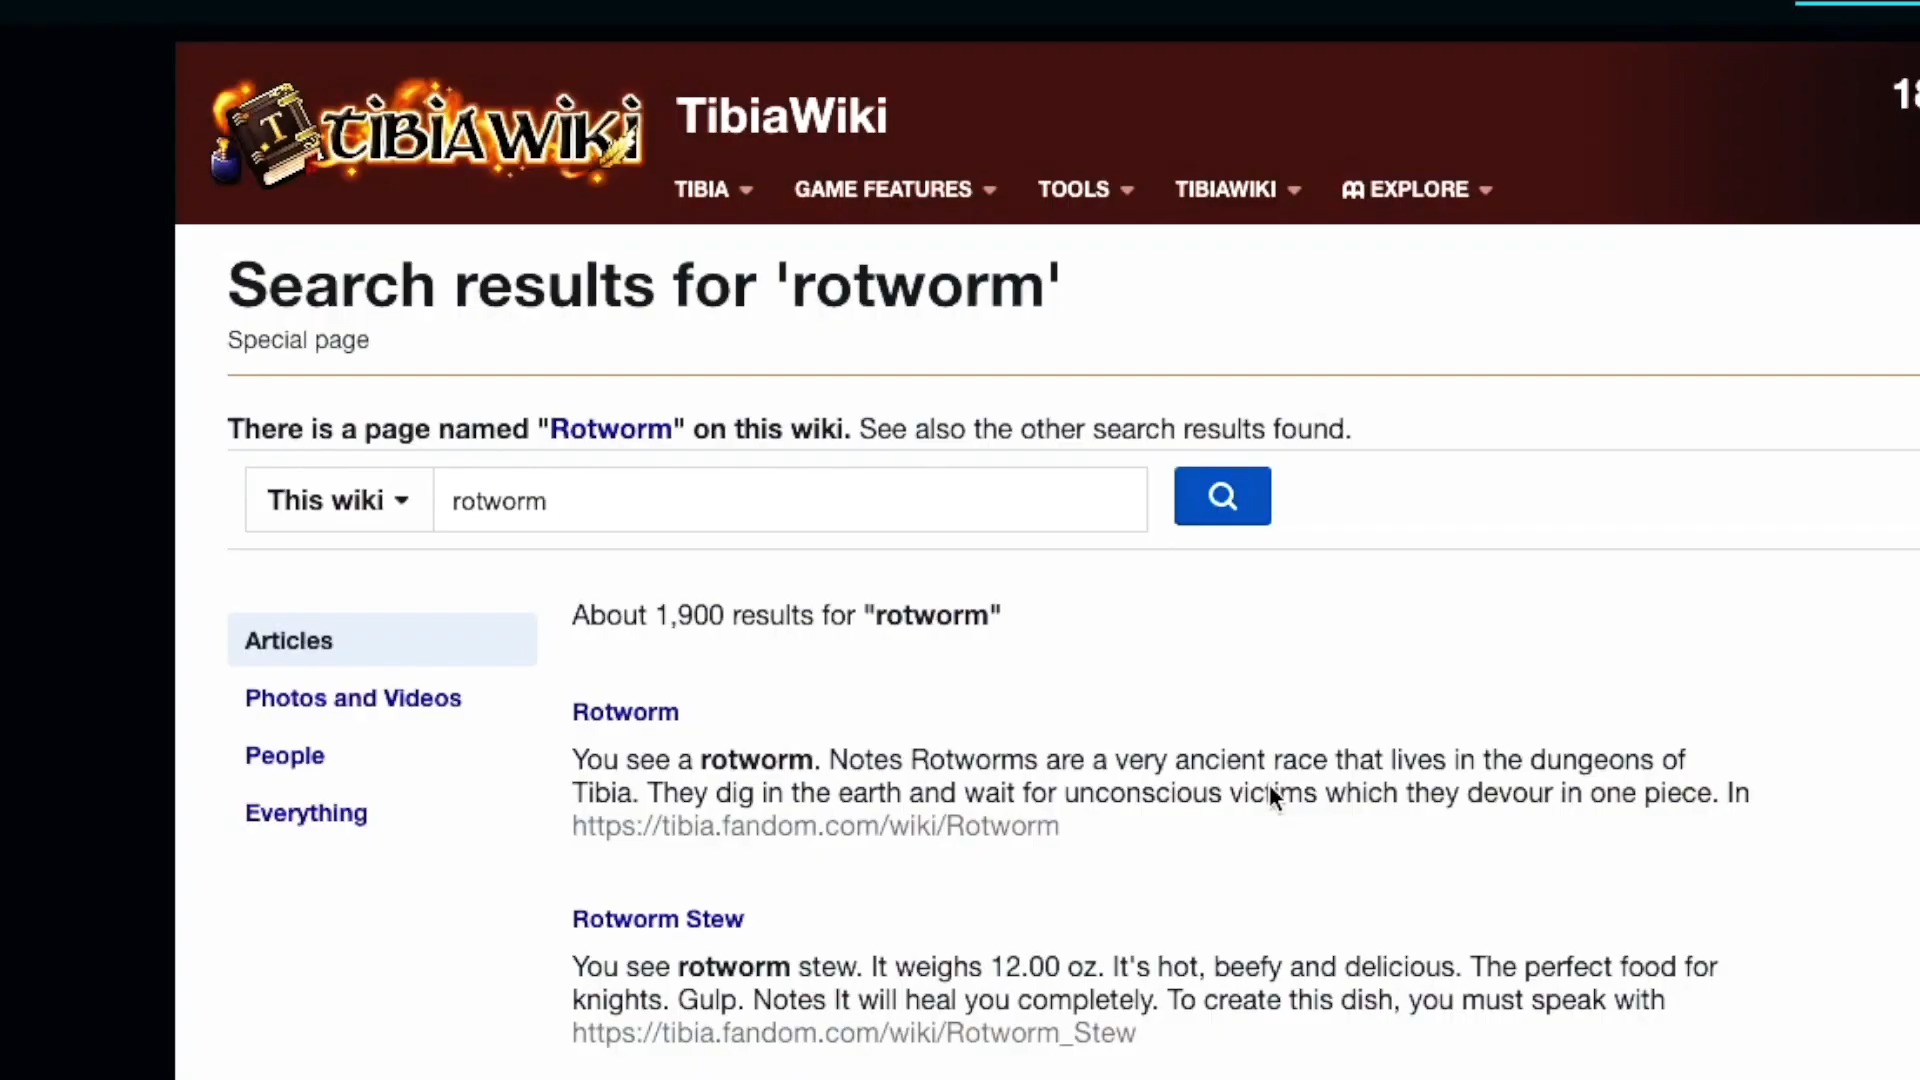 TIBIAWIKI
TibiaWiki
TIBIA GAME FEATURES TOOLS TIBIAWIKI EXPLORE
Search results for 'rotworm'
Special page
There is a page named "Rotworm" on this wiki. See also the other search results found.
This wiki rotworm
Articles
Photos and Videos
People
Everything
About 1,900 results for "rotworm"
Rotworm
You see a rotworm. Notes Rotworms are a very ancient race that lives in the dungeons of
Tibia. They dig in the earth and wait for unconscious victims which they devour in one piece. In
https://tibia.fandom.com/wiki/Rotworm
Rotworm Stew
You see rotworm stew. It weighs 12.00 oz. It's hot, beefy and delicious. The perfect food for
knights. Gulp. Notes It will heal you completely. To create this dish, you must speak with
https://tibia.fandom.com/wiki/Rotworm_Stew